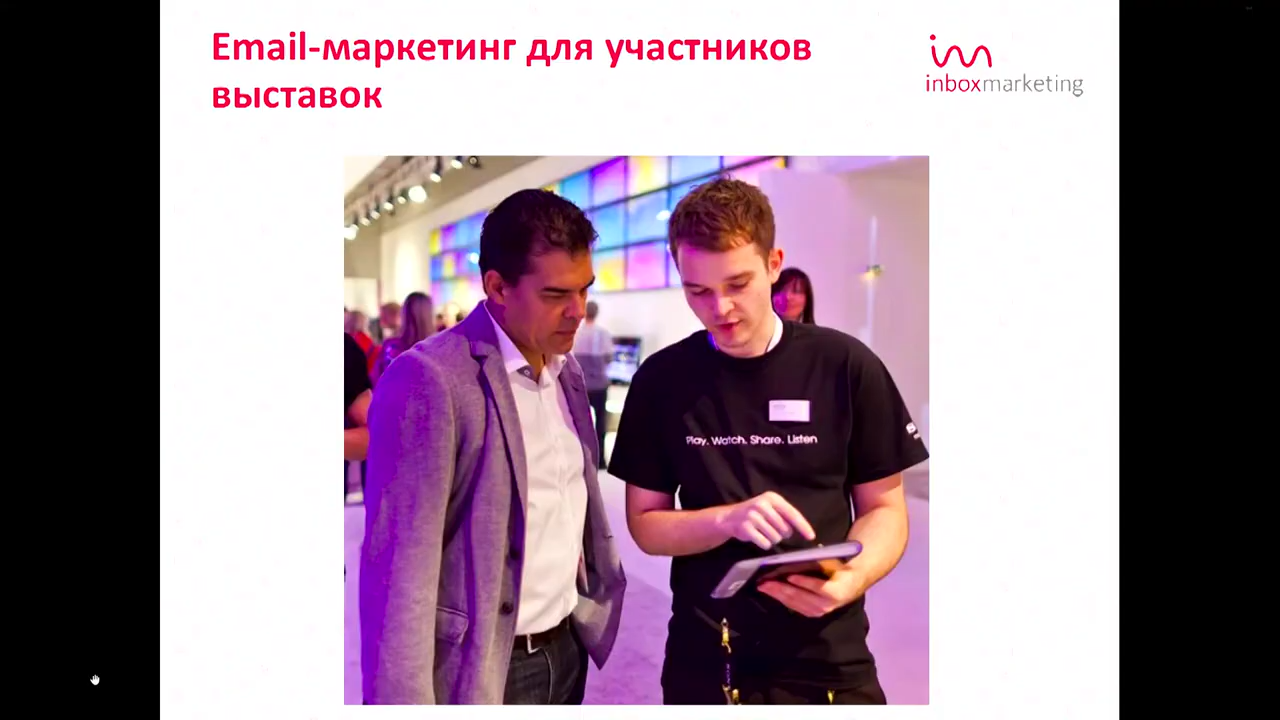 Email-маркетинг для участников
выставок
inboxmarketing
Play. Watch. Share. Listen